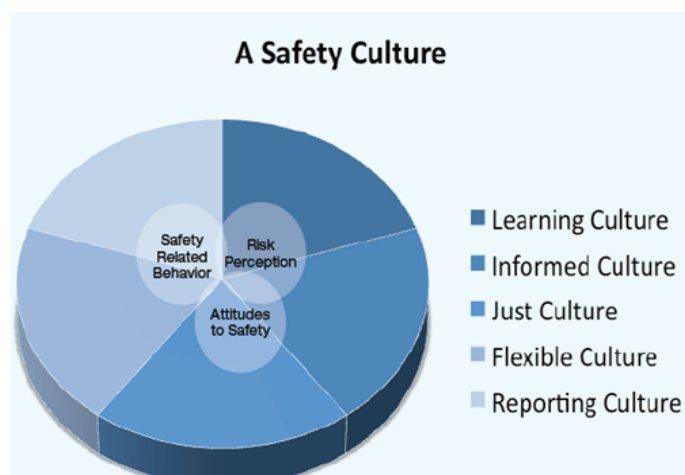 A Safety Culture
Safety
Related
Behavior
Risk
Perception
Attitudes
to Safety
Learning Culture
Informed Culture
Just Culture
Flexible Culture
Reporting Culture